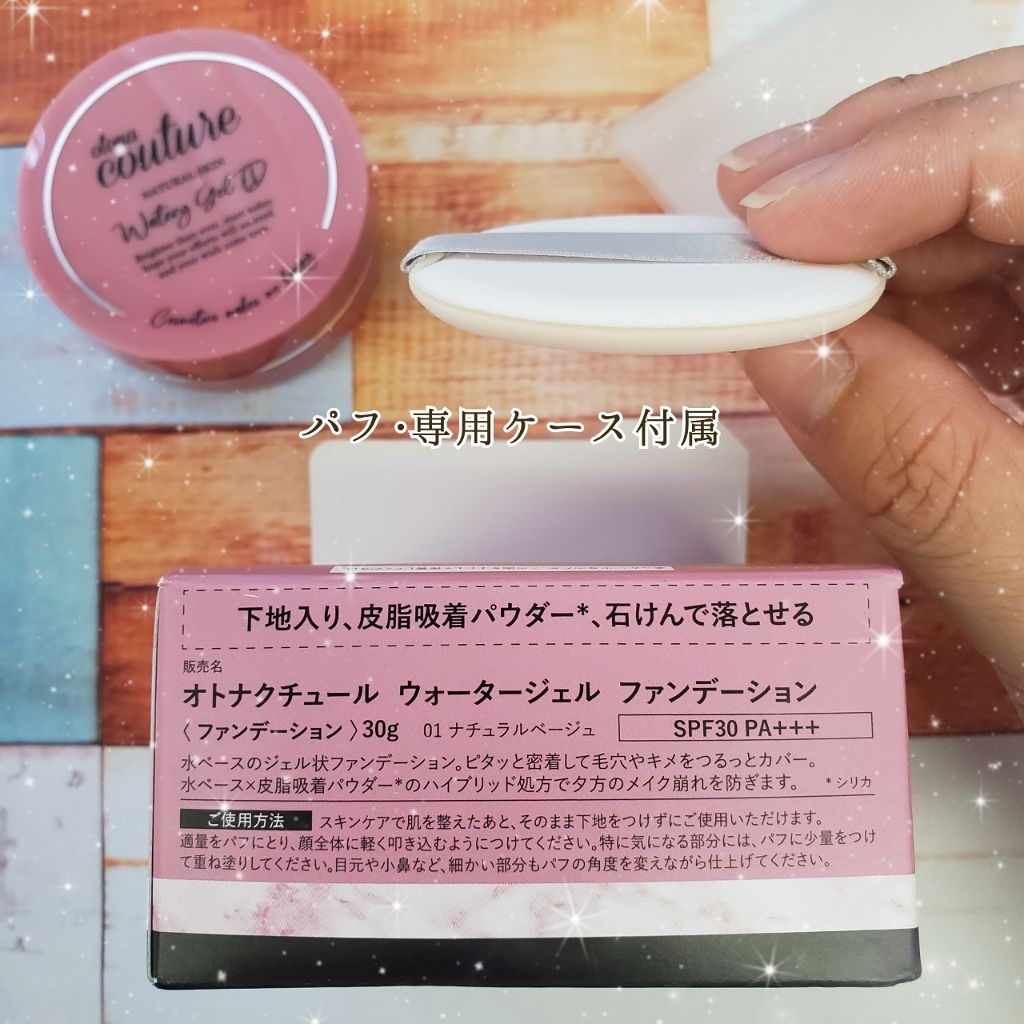 couture
NATURAL SKIN
Watery Gel
Cosmetics makes me
パフ・専用ケース付属
下地入り、皮脂吸着パウダー*、石けんで落とせる
販売名
オトナクチュール ウォータージェル ファンデーション
〈 ファンデーション 〉30g 01 ナチュラルベージュ SPF30 PA+++
水ベースのジェル状ファンデーション。ピタッと密着して毛穴やキメをつるっとカバー。
水ベース×皮脂吸着パウダー*のハイブリッド処方で夕方のメイク崩れを防ぎます。 *シリカ
ご使用方法 スキンケアで肌を整えたあと、そのまま下地をつけずにご使用いただけます。
適量をパフにとり、顔全体に軽く叩き込むようにつけてください。特に気になる部分には、パフに少量をつけ
て重ね塗りしてください。目元や小鼻など、細かい部分もパフの角度を変えながら仕上げてください。